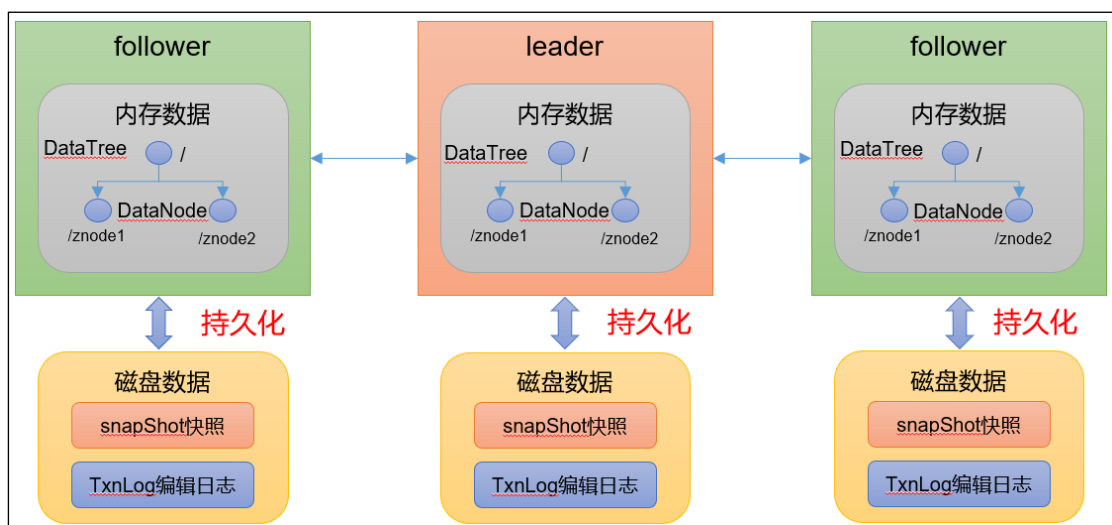 follower
内存数据
DataTree
/
DataNode
/znode1
/znode2
持久化
磁盘数据
snapShot快照
TxnLog编辑日志
leader
内存数据
DataTree
/
DataNode
/znode1
/znode2
持久化
磁盘数据
snapShot快照
TxnLog编辑日志
follower
内存数据
DataTree
/
DataNode
/znode1
/znode2
持久化
磁盘数据
snapShot快照
TxnLog编辑日志